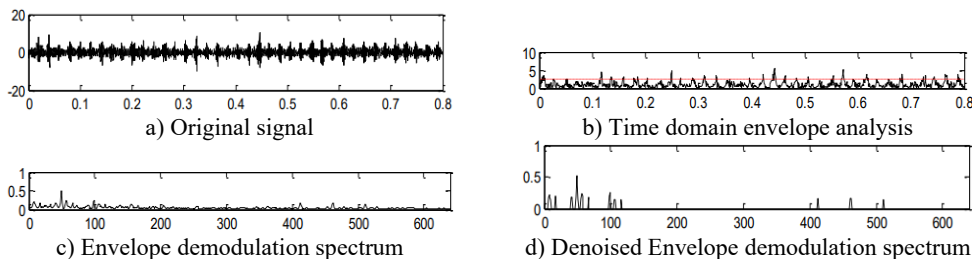 20
0
-20
0 0.1 0.2 0.3 0.4 0.5 0.6 0.7 0.8
a) Original signal
10
5
0
0 0.1 0.2 0.3 0.4 0.5 0.6 0.7 0.8
b) Time domain envelope analysis
1
0.5
0
0 100 200 300 400 500 600
c) Envelope demodulation spectrum
1
0.5
0
0 100 200 300 400 500 600
d) Denoised Envelope demodulation spectrum